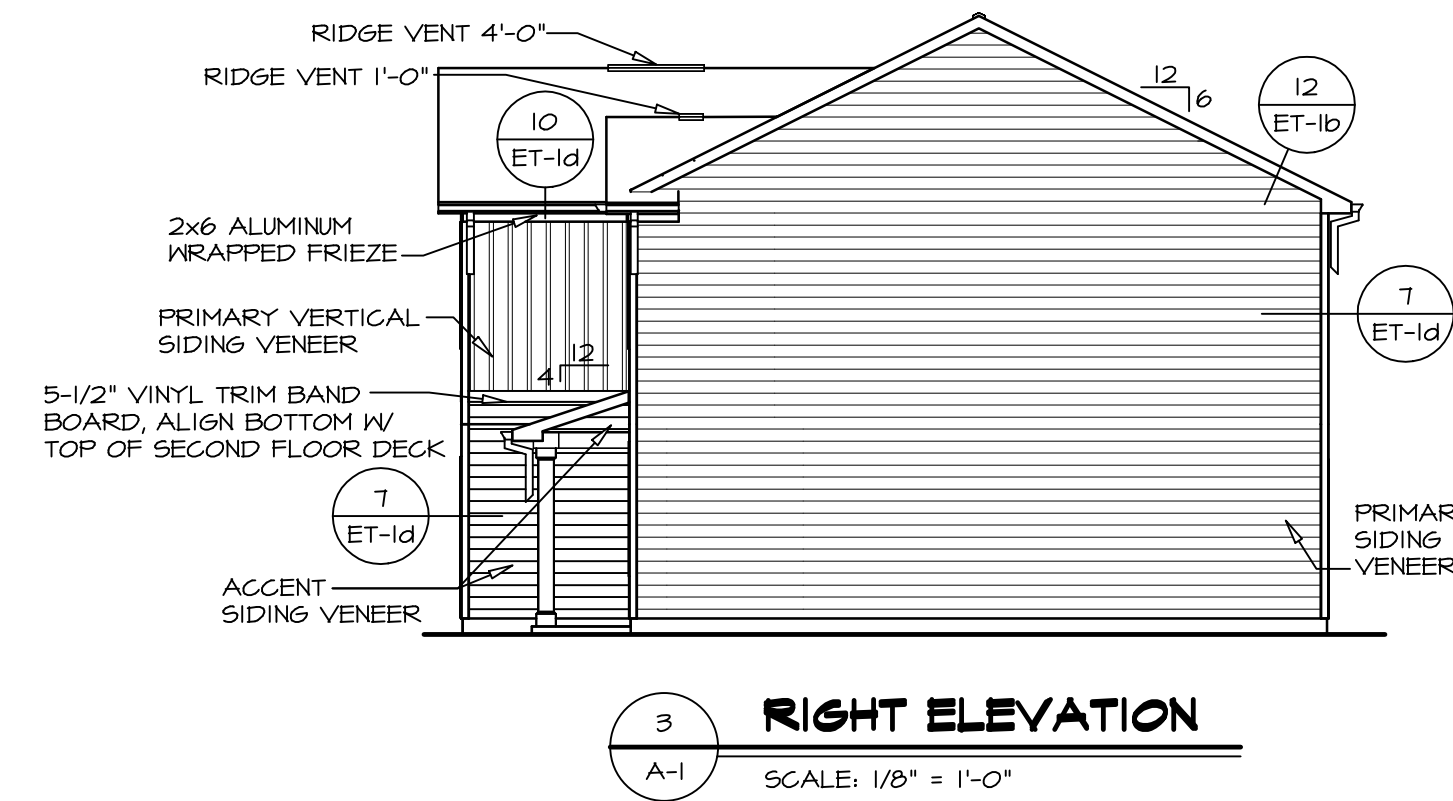 RIDGE VENT 4'-0"
RIDGE VENT 1'-0"
10
ET-1d
12
6
12
ET-1b
2x6 ALUMINUM
WRAPPED FRIEZE
7
ET-1d
PRIMARY VERTICAL
SIDING VENEER
12
4
5-1/2" VINYL TRIM BAND
BOARD, ALIGN BOTTOM W/
TOP OF SECOND FLOOR DECK
7
ET-1d
PRIMAR
SIDING
VENEER
ACCENT
SIDING VENEER
3
A-1
RIGHT ELEVATION
SCALE: 1/8" = 1'-0"